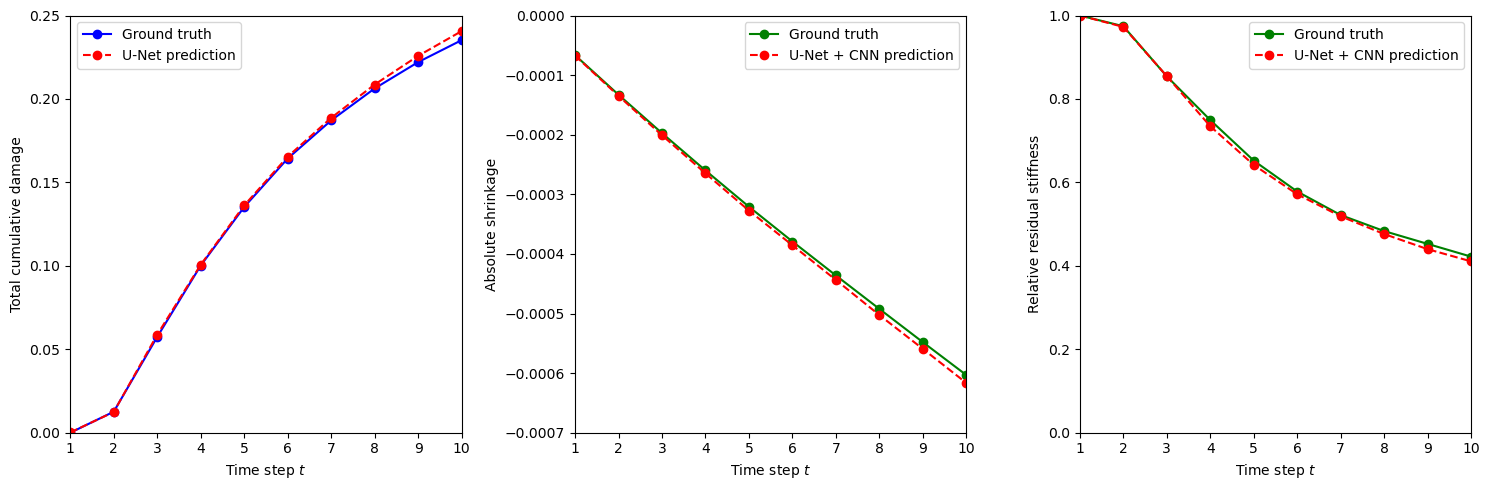 0.25
0.20
0.15
0.10
0.05
0.00
Total cumulative damage
Ground truth
U-Net prediction
1 2 3 4 5 6 7 8 9 10
Time step t
0.0000
−0.0001
−0.0002
−0.0003
−0.0004
−0.0005
−0.0006
−0.0007
Absolute shrinkage
Ground truth
U-Net + CNN prediction
1 2 3 4 5 6 7 8 9 10
Time step t
1.0
0.8
0.6
0.4
0.2
0.0
Relative residual stiffness
Ground truth
U-Net + CNN prediction
1 2 3 4 5 6 7 8 9 10
Time step t